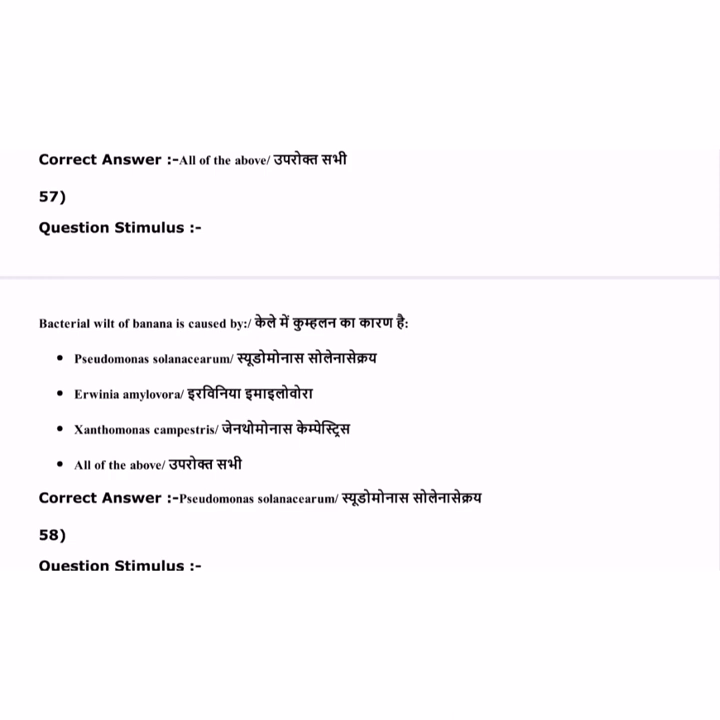 Correct Answer :-All of the above/ उपरोक्त सभी
57)
Question Stimulus :-
Bacterial wilt of banana is caused by:/ केले में कुम्हलन का कारण है:
• Pseudomonas solanacearum/ स्यूडोमोनास सोलेनासेक्रय
• Erwinia amylovora/ इरविनिया इमाइलोवोरा
• Xanthomonas campestris/ जेनथोमोनास केम्पेस्ट्रिस
• All of the above/ उपरोक्त सभी
Correct Answer :-Pseudomonas solanacearum/ स्यूडोमोनास सोलेनासेक्रय
58)
Question Stimulus :-